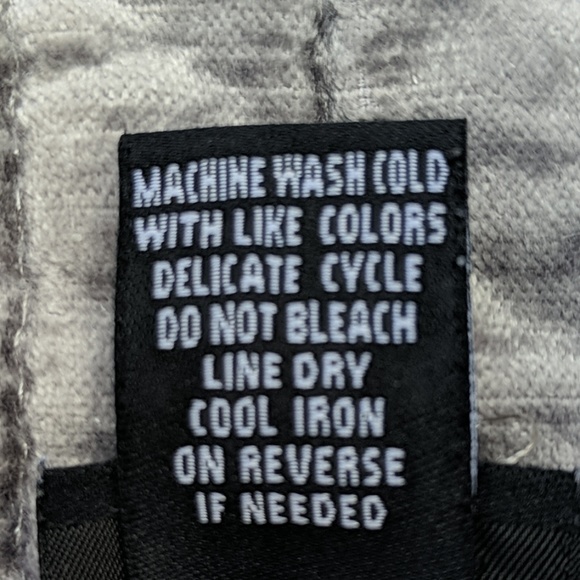 MACHINE WASH COLD
WITH LIKE COLORS
DELICATE CYCLE
DO NOT BLEACH
LINE DRY
COOL IRON
ON REVERSE
IF NEEDED